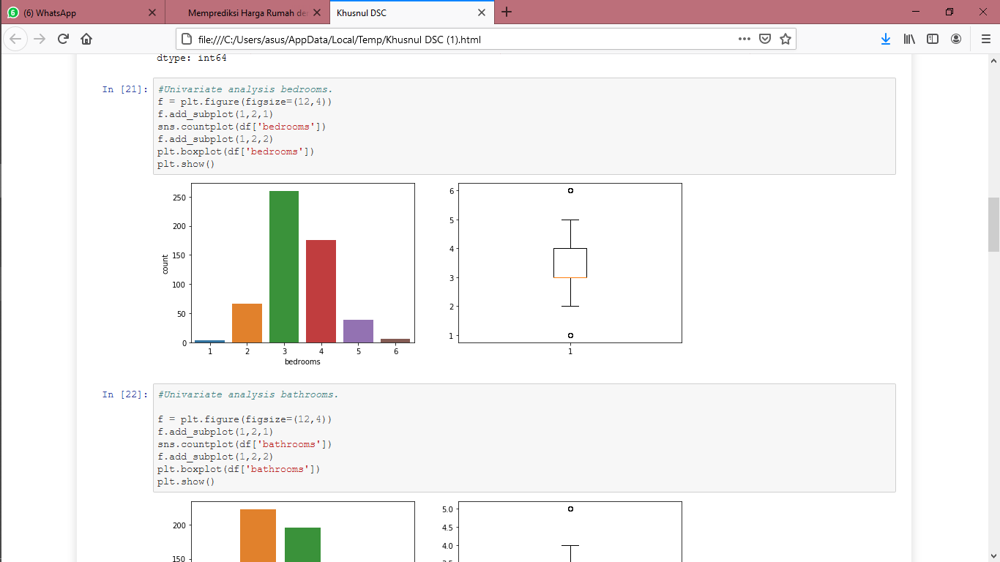 (6) WhatsApp
Memprediksi Harga Rumah de
Khusnul DSC
file:///C:/Users/asus/AppData/Local/Temp/Khusnul DSC (1).html
dtype: int64
In [21]:
#Univariate analysis bedrooms.
f = plt.figure(figsize=(12,4))
f.add_subplot(1,2,1)
sns.countplot(df['bedrooms'])
f.add_subplot(1,2,2)
plt.boxplot(df['bedrooms'])
plt.show()
250
200
150
100
50
0
count
1 2 3 4 5 6
bedrooms
6
5
4
3
2
1
1
In [22]:
#Univariate analysis bathrooms.
f = plt.figure(figsize=(12,4))
f.add_subplot(1,2,1)
sns.countplot(df['bathrooms'])
f.add_subplot(1,2,2)
plt.boxplot(df['bathrooms'])
plt.show()
200
150
5.0
4.5
4.0